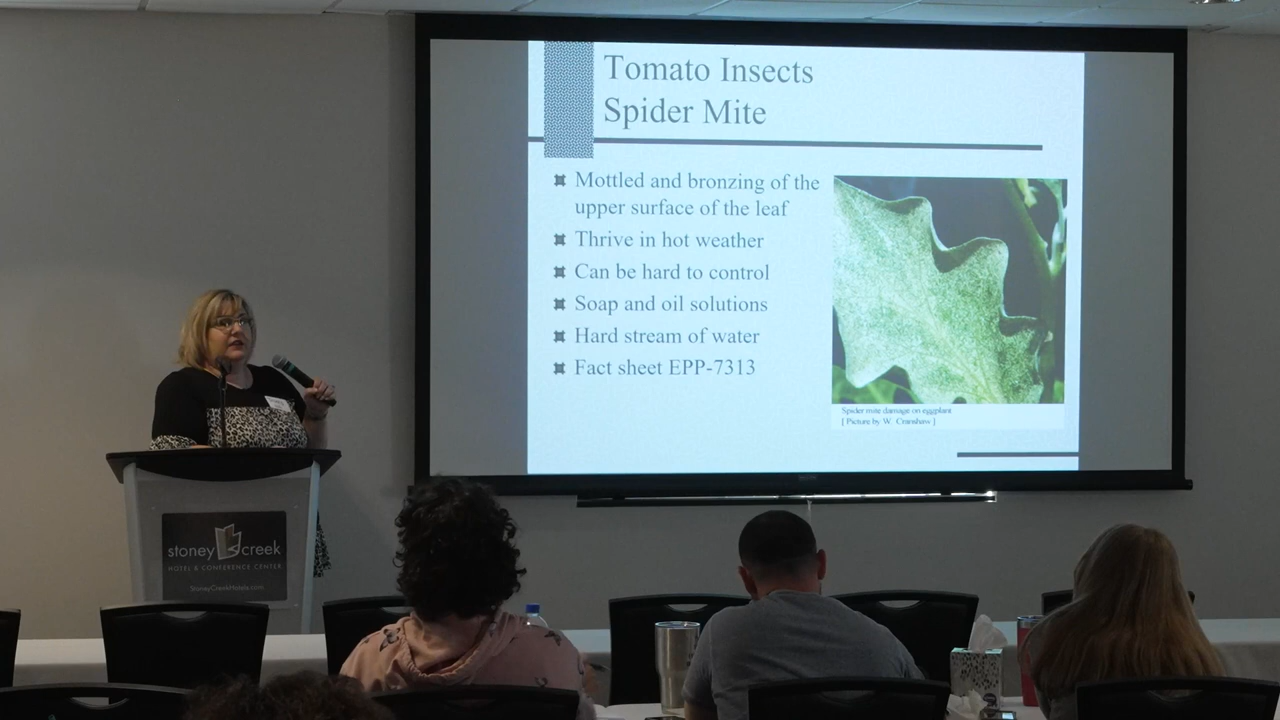 Tomato Insects
Spider Mite
Mottled and bronzing of the
upper surface of the leaf
Thrive in hot weather
Can be hard to control
Soap and oil solutions
Hard stream of water
Fact sheet EPP-7313
Spider mite damage on eggplant
[ Picture by W. Cranshaw ]
stoney creek
HOTEL & CONFERENCE CENTER
StoneyCreekHotels.com